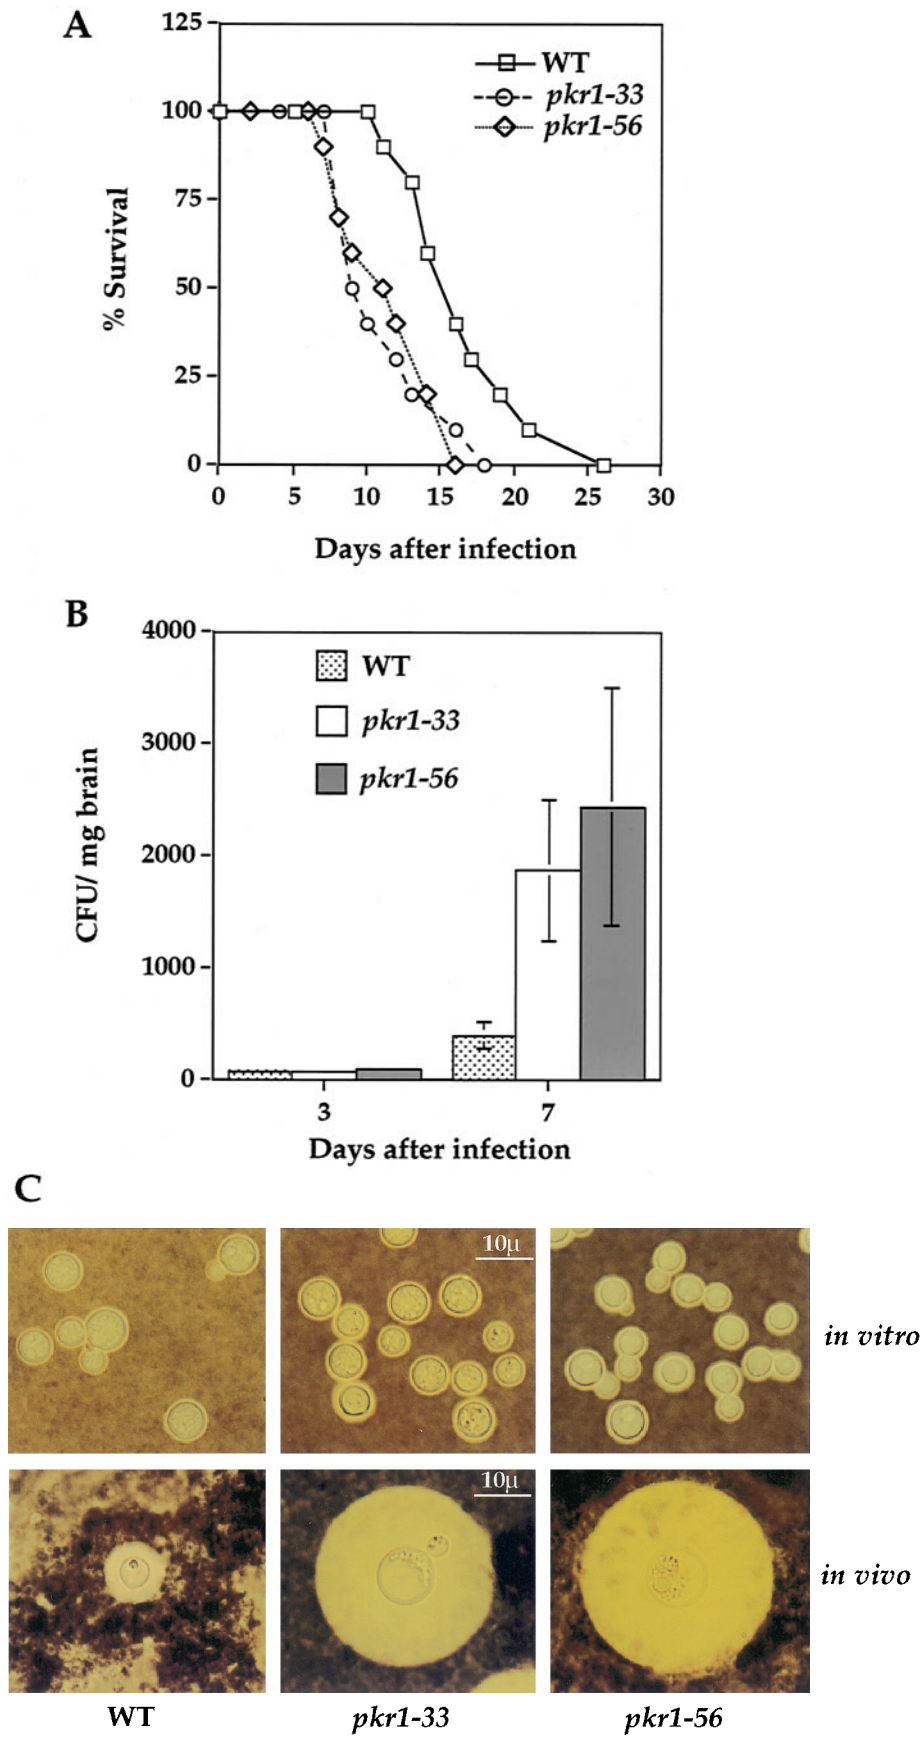 A
125
100
75
50
25
0
% Survival
WT
pkr1-33
pkr1-56
0 5 10 15 20 25 30
Days after infection
B
4000
3000
2000
1000
0
CFU/ mg brain
WT
pkr1-33
pkr1-56
3 7
Days after infection
C
10μ
in vitro
10μ
in vivo
WT pkr1-33 pkr1-56